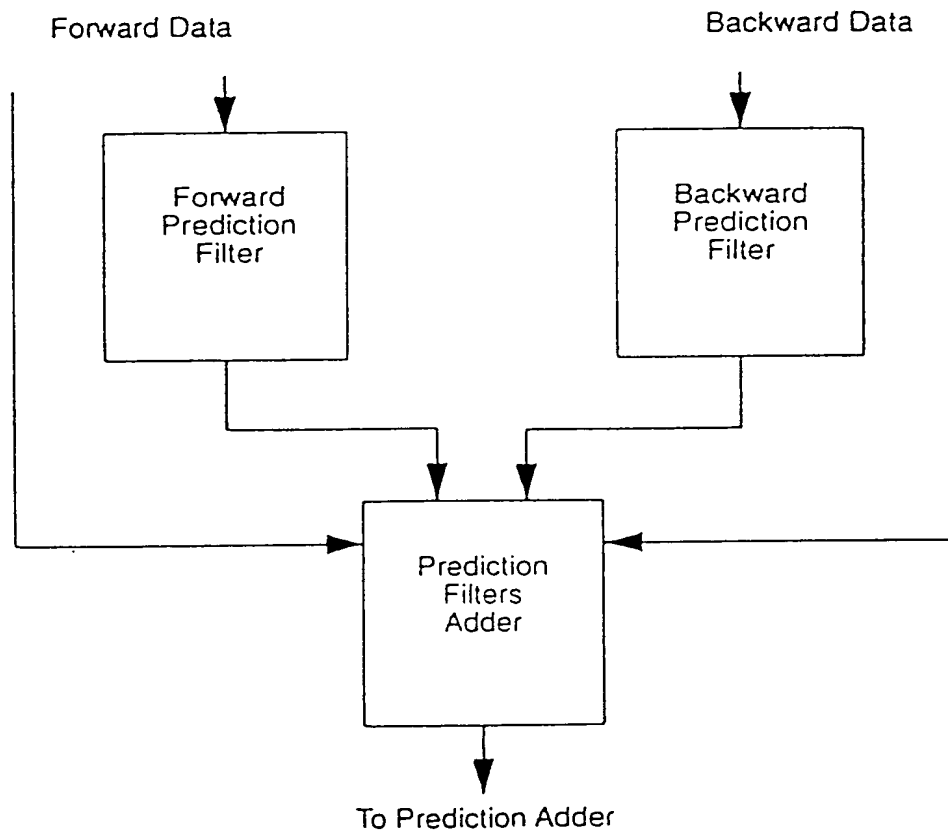 Forward Data
Backward Data
Forward
Prediction
Filter
Backward
Prediction
Filter
Prediction
Filters
Adder
To Prediction Adder